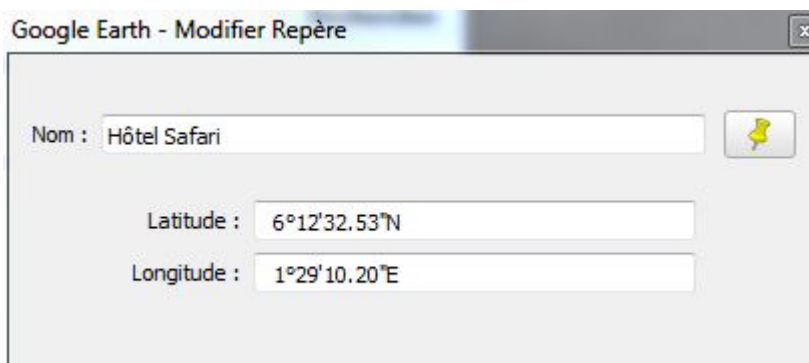 Google Earth - Modifier Repère
Nom : Hôtel Safari
Latitude : 6°12'32.53"N
Longitude : 1°29'10.20"E